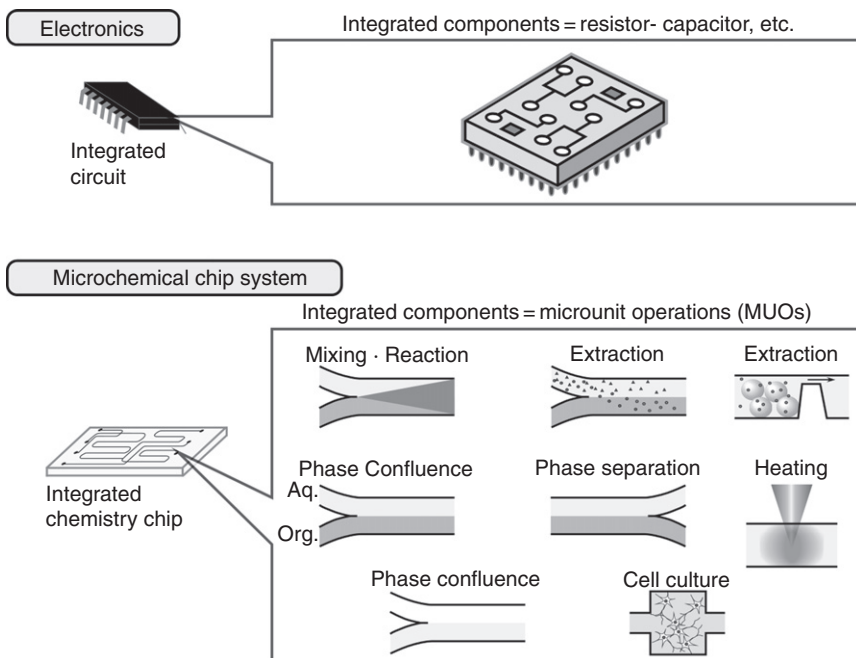 Electronics
Integrated components = resistor- capacitor, etc.
Integrated
circuit
Microchemical chip system
Integrated components = microunit operations (MUOs)
Mixing · Reaction
Extraction
Extraction
Integrated
chemistry chip
Phase Confluence
Aq.
Org.
Phase separation
Heating
Phase confluence
Cell culture